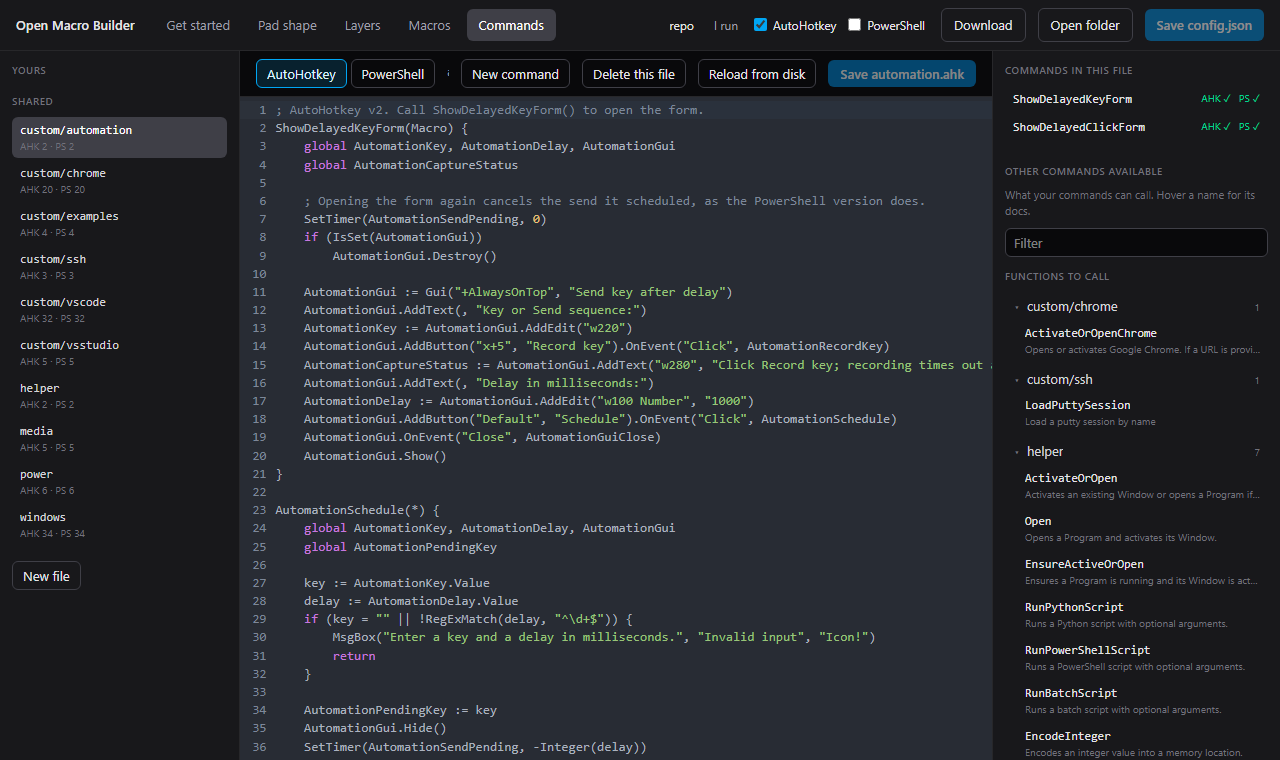 Open Macro Builder Get started Pad shape Layers Macros Commands repo I run AutoHotkey PowerShell Download Open folder Save config.json
YOURS
SHARED
custom/automation
AHK 2 · PS 2
custom/chrome
AHK 20 · PS 20
custom/examples
AHK 4 · PS 4
custom/ssh
AHK 3 · PS 3
custom/vscode
AHK 32 · PS 32
custom/vsstudio
AHK 5 · PS 5
helper
AHK 2 · PS 2
media
AHK 5 · PS 5
power
AHK 6 · PS 6
windows
AHK 34 · PS 34
New file
AutoHotkey PowerShell New command Delete this file Reload from disk Save automation.ahk
1 ; AutoHotkey v2. Call ShowDelayedKeyForm() to open the form.
2 ShowDelayedKeyForm(Macro) {
3 global AutomationKey, AutomationDelay, AutomationGui
4 global AutomationCaptureStatus
5
6 ; Opening the form again cancels the send it scheduled, as the PowerShell version does.
7 SetTimer(AutomationSendPending, 0)
8 if (IsSet(AutomationGui))
9 AutomationGui.Destroy()
10
11 AutomationGui := Gui("+AlwaysOnTop", "Send key after delay")
12 AutomationGui.AddText(, "Key or Send sequence:")
13 AutomationKey := AutomationGui.AddEdit("w220")
14 AutomationGui.AddButton("x+5", "Record key").OnEvent("Click", AutomationRecordKey)
15 AutomationCaptureStatus := AutomationGui.AddText("w280", "Click Record key; recording times out
16 AutomationGui.AddText(, "Delay in milliseconds:")
17 AutomationDelay := AutomationGui.AddEdit("w100 Number", "1000")
18 AutomationGui.AddButton("Default", "Schedule").OnEvent("Click", AutomationSchedule)
19 AutomationGui.OnEvent("Close", AutomationGuiClose)
20 AutomationGui.Show()
21 }
22
23 AutomationSchedule(*) {
24 global AutomationKey, AutomationDelay, AutomationGui
25 global AutomationPendingKey
26
27 key := AutomationKey.Value
28 delay := AutomationDelay.Value
29 if (key = "" || !RegExMatch(delay, "^\d+$")) {
30 MsgBox("Enter a key and a delay in milliseconds.", "Invalid input", "Icon!")
31 return
32 }
33
34 AutomationPendingKey := key
35 AutomationGui.Hide()
36 SetTimer(AutomationSendPending, -Integer(delay))
COMMANDS IN THIS FILE
ShowDelayedKeyForm AHK ✓ PS ✓
ShowDelayedClickForm AHK ✓ PS ✓
OTHER COMMANDS AVAILABLE
What your commands can call. Hover a name for its
docs.
Filter
FUNCTIONS TO CALL
custom/chrome 1
ActivateOrOpenChrome
Opens or activates Google Chrome. If a URL is provi...
custom/ssh 1
LoadPuttySession
Load a putty session by name
helper 7
ActivateOrOpen
Activates an existing Window or opens a Program if...
Open
Opens a Program and activates its Window.
EnsureActiveOrOpen
Ensures a Program is running and its Window is act...
RunPythonScript
Runs a Python script with optional arguments.
RunPowerShellScript
Runs a PowerShell script with optional arguments.
RunBatchScript
Runs a batch script with optional arguments.
EncodeInteger
Encodes an integer value into a memory location.